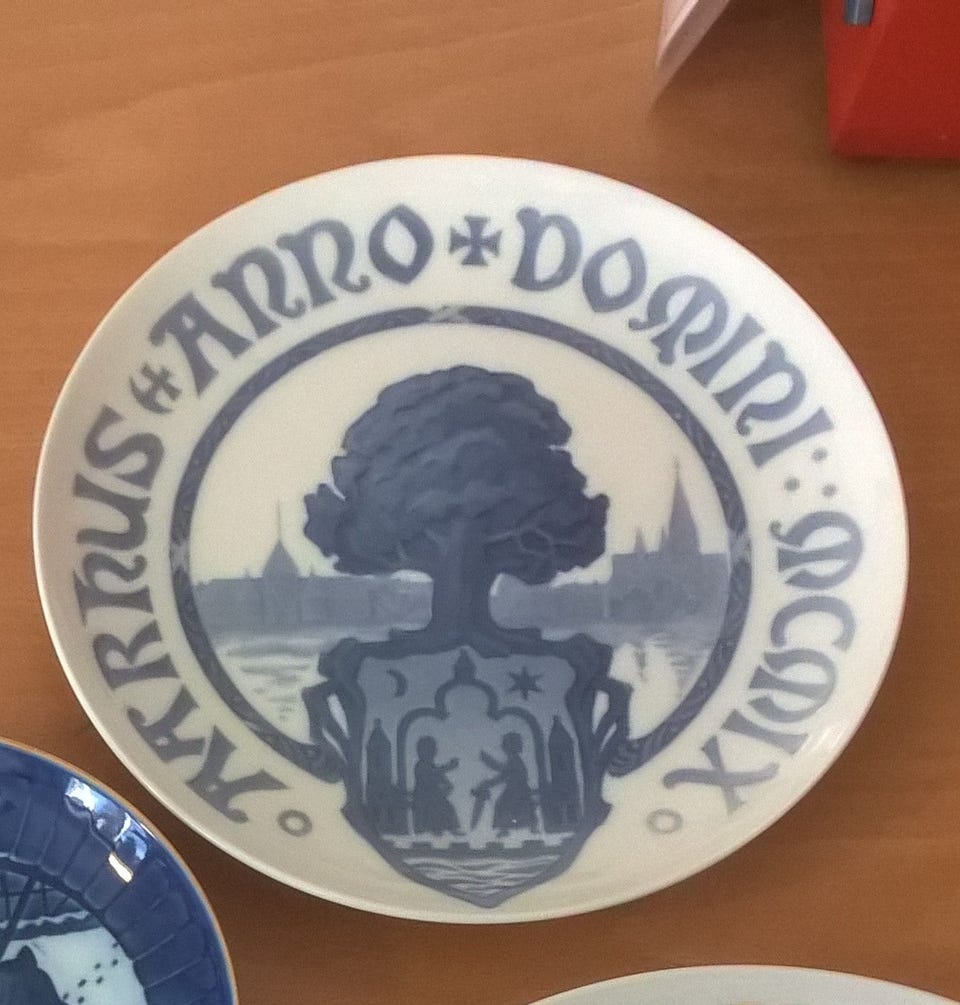 AARHUS ✠ ANNO ✠ DOMINI ∴ MCMIX